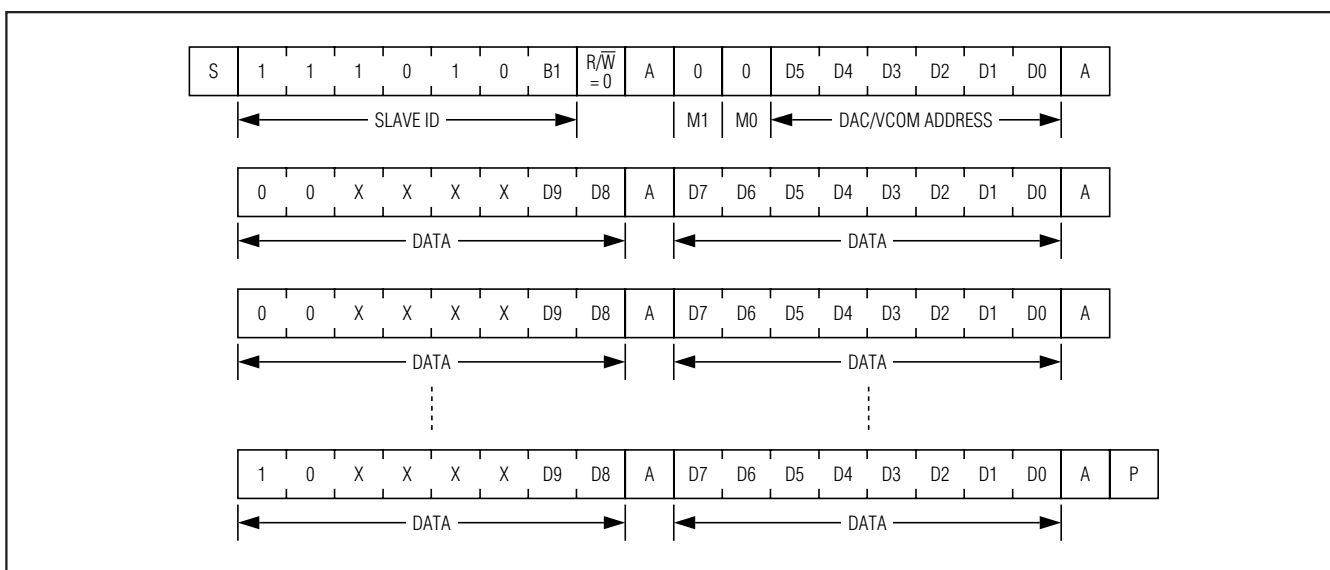 S 1 1 1 0 1 0 B1 R/W̅ = 0 A 0 0 D5 D4 D3 D2 D1 D0 A
SLAVE ID M1 M0 DAC/VCOM ADDRESS
0 0 X X X X D9 D8 A D7 D6 D5 D4 D3 D2 D1 D0 A
DATA DATA
0 0 X X X X D9 D8 A D7 D6 D5 D4 D3 D2 D1 D0 A
DATA DATA
1 0 X X X X D9 D8 A D7 D6 D5 D4 D3 D2 D1 D0 A P
DATA DATA